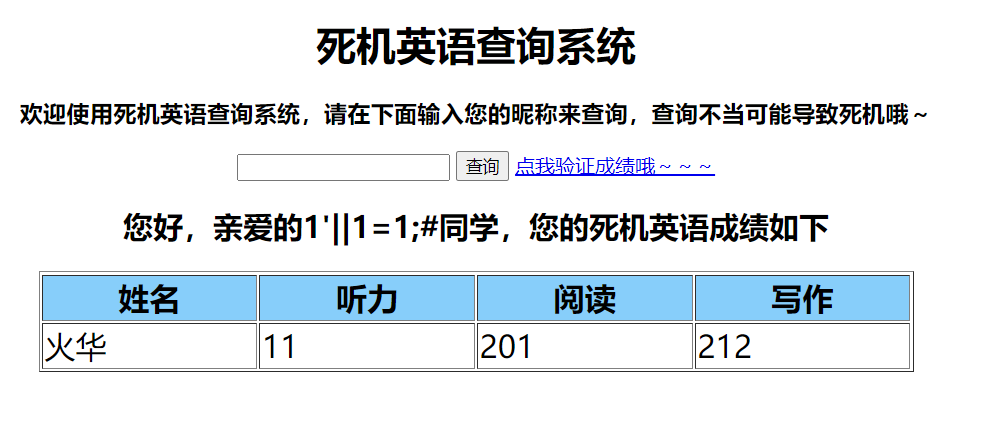 死机英语查询系统
欢迎使用死机英语查询系统，请在下面输入您的昵称来查询，查询不当可能导致死机哦～
查询 点我验证成绩哦～～～
您好，亲爱的1'||1=1;#同学，您的死机英语成绩如下
姓名 听力 阅读 写作
火华 11 201 212